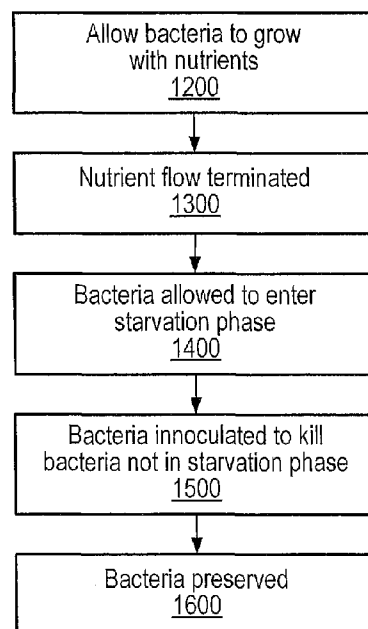 Allow bacteria to grow
with nutrients
1200
Nutrient flow terminated
1300
Bacteria allowed to enter
starvation phase
1400
Bacteria innoculated to kill
bacteria not in starvation phase
1500
Bacteria preserved
1600